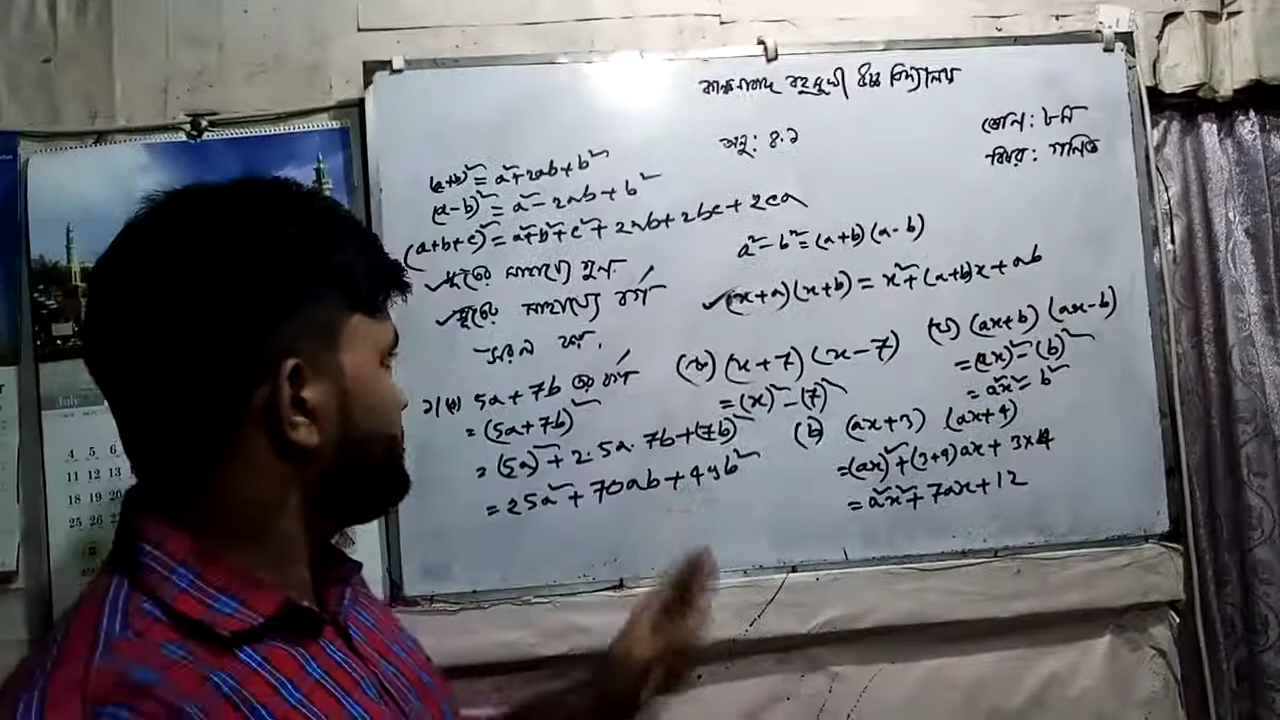 বহুমুখী উচ্চ বিদ্যালয়
অনু: ৪.১
শ্রেণি: ৮ম
বিষয়: গণিত
(a+b)² = a²+2ab+b²
(a-b)² = a²-2ab+b²
(a+b+c)² = a²+b²+c²+2ab+2bc+2ca
a²-b²=(a+b)(a-b)
✓সূত্রের সাহায্যে গুণ
✓(x+a)(x+b) = x²+(a+b)x+ab
✓সূত্রের সাহায্যে বর্গ
সরল কর.
১/(ক) 5a+7b এর বর্গ
= (5a+7b)²
= (5a)²+2.5a.7b+(7b)²
= 25a²+70ab+49b²
(x+7)(x-7)
= (x)²-(7)²
(ax+b)(ax-b)
= (ax)²-(b)²
= a²x²-b²
(ax+3) (ax+4)
=(ax)²+(3+4)ax+3×4
= a²x²+7ax+12
July
4 5 6
11 12 13
18 19 20
25 26